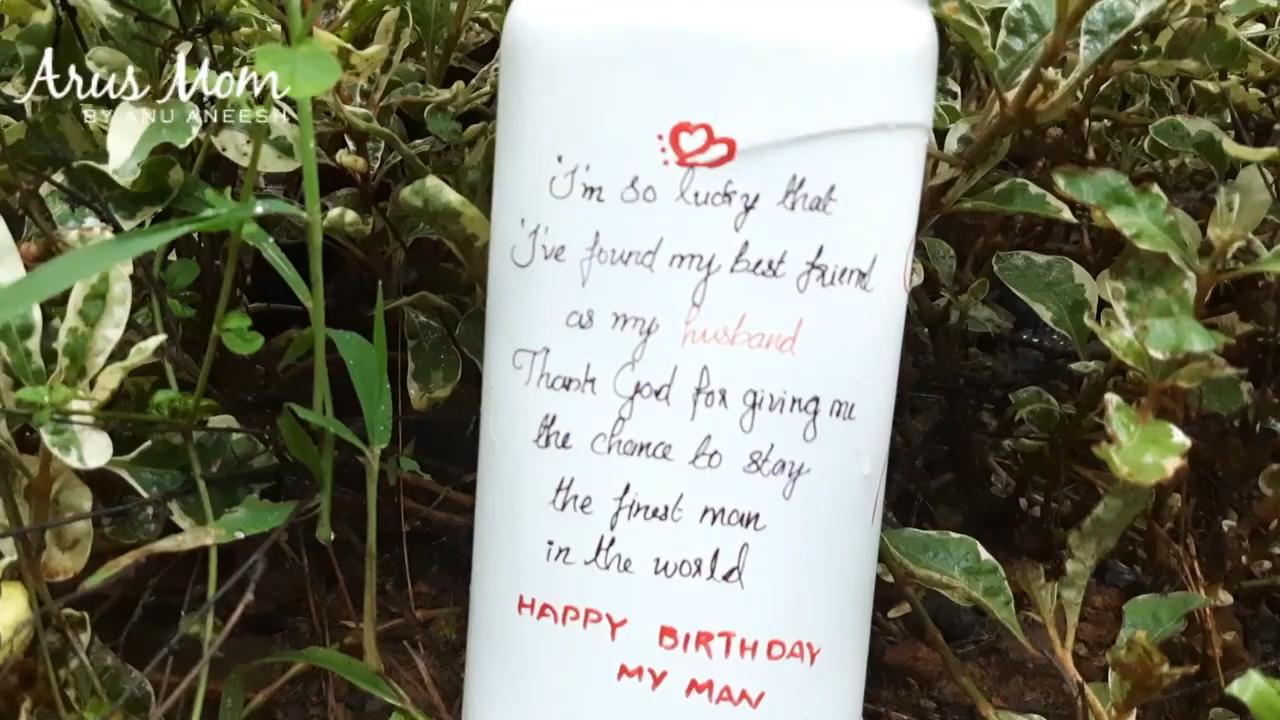 Arus Mom
BY ANU ANEESH
I'm so lucky that
I've found my best friend
as my husband
Thank God for giving me
the chance to stay
the finest man
in the world
HAPPY BIRTHDAY
MY MAN